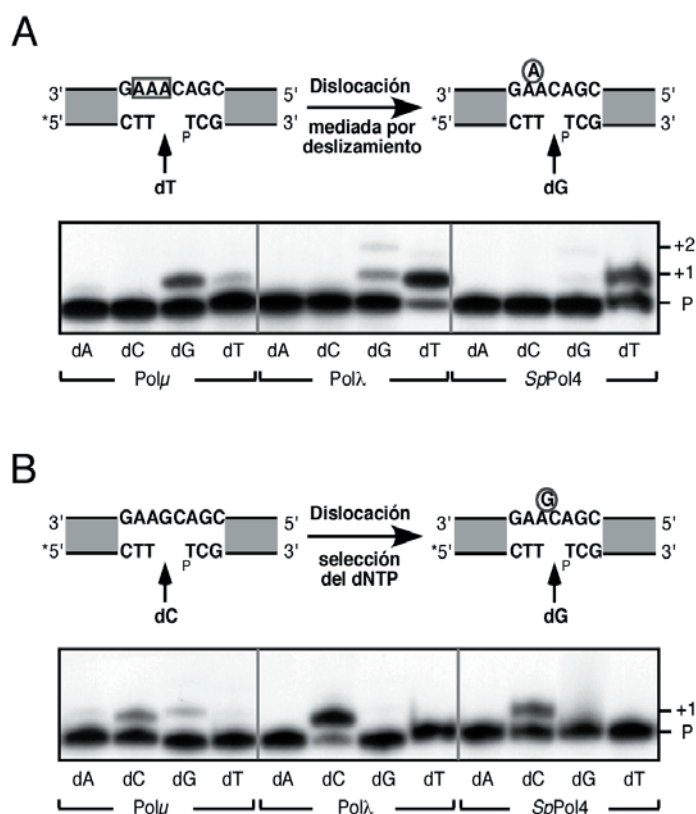 A
A
3' GAAACAGC 5'
Dislocación
3' GAACAGC 5'
*5' CTT TCG 3'
P
mediada por
deslizamiento
*5' CTT TCG 3'
P
dT
dG
+2
+1
P
dA dC dG dT dA dC dG dT dA dC dG dT
Polμ Polλ SpPol4
B
G
3' GAAGCAGC 5'
Dislocación
3' GAACAGC 5'
*5' CTT TCG 3'
P
selección
del dNTP
*5' CTT TCG 3'
P
dC
dG
+1
P
dA dC dG dT dA dC dG dT dA dC dG dT
Polμ Polλ SpPol4